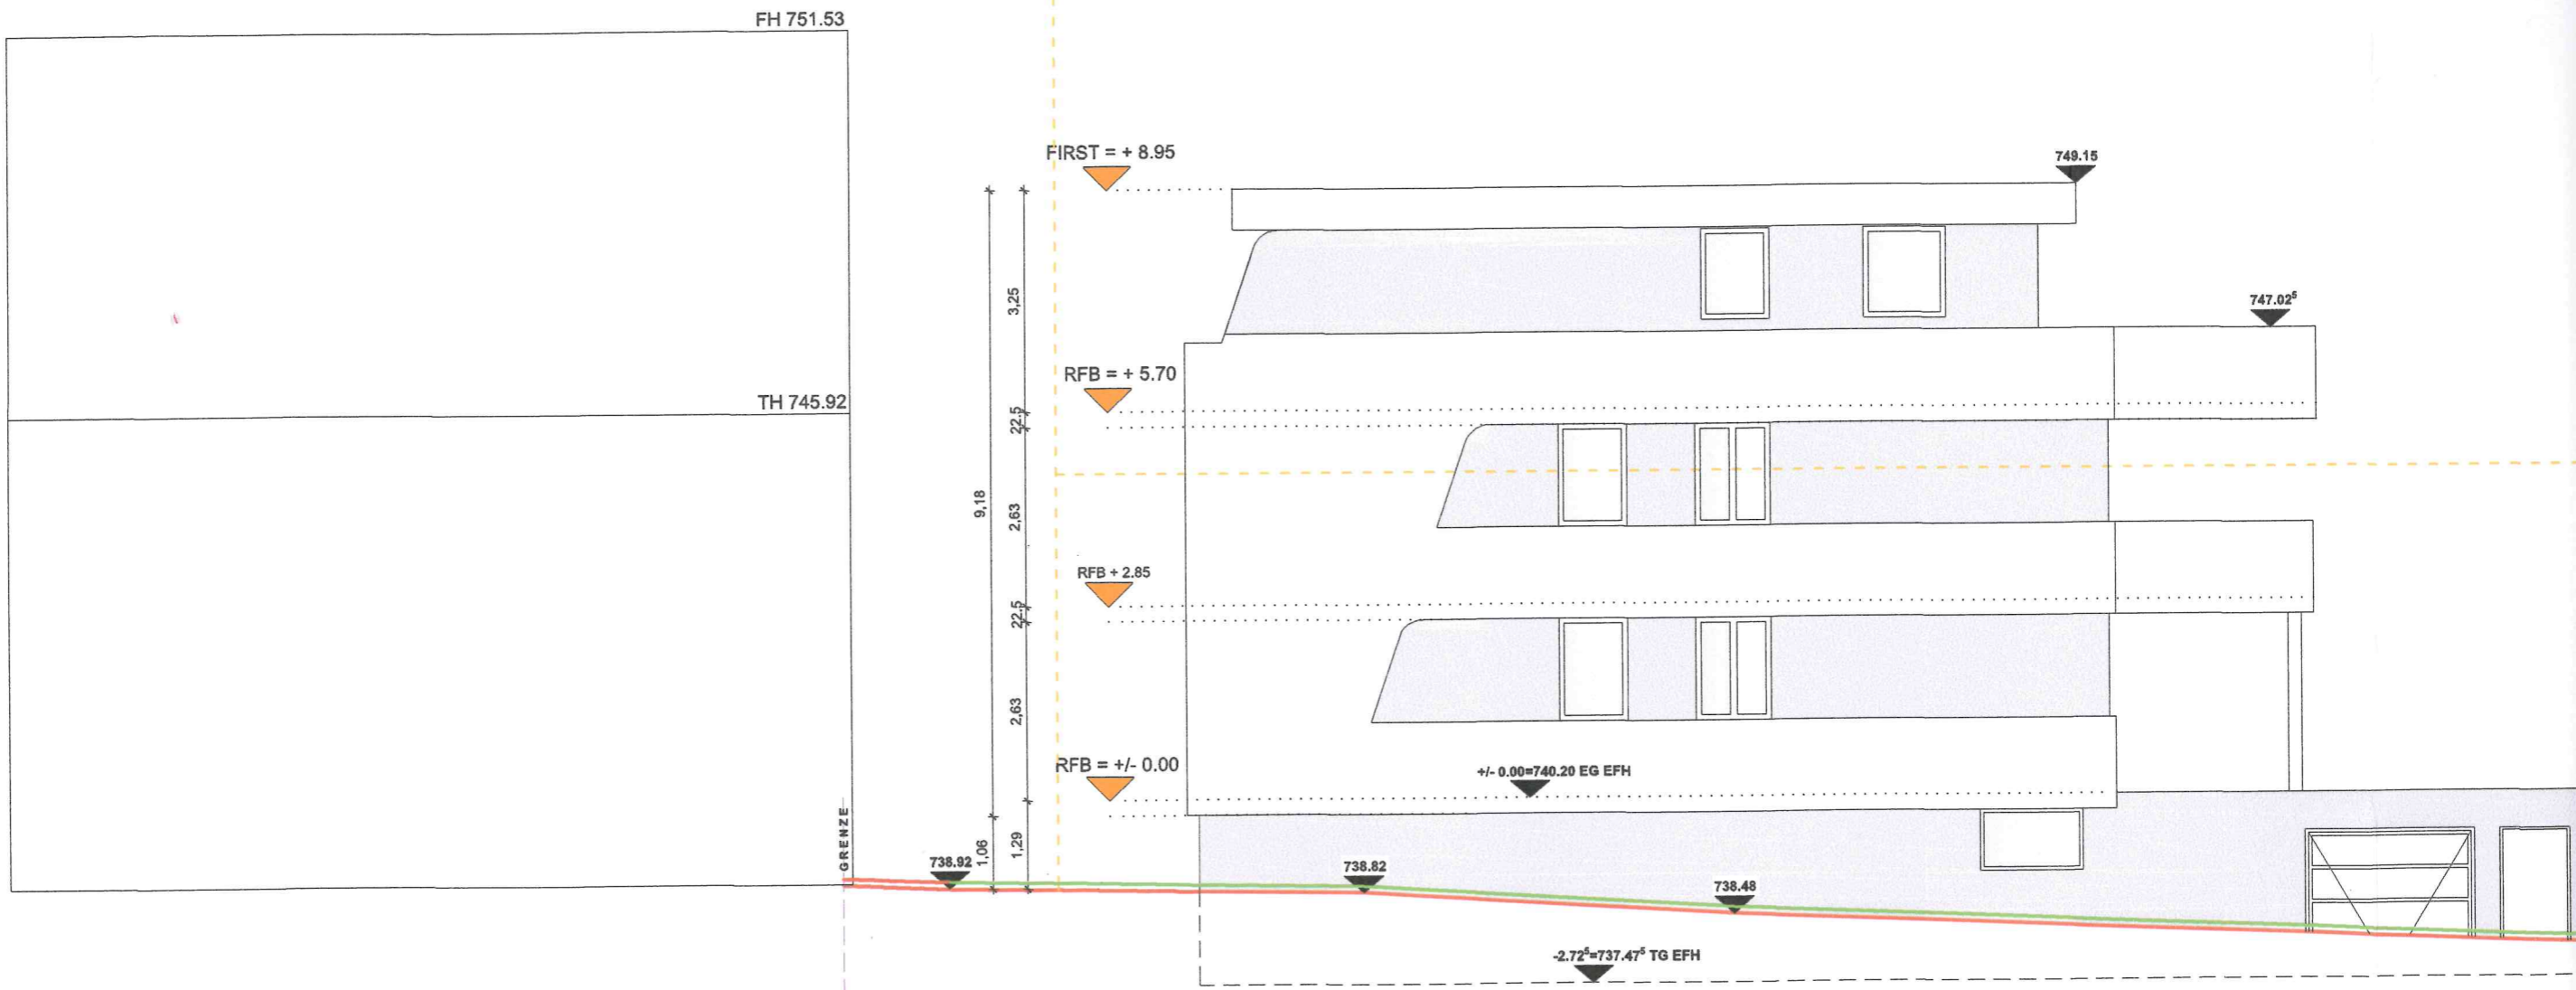 FH 751.53
FIRST = + 8.95
749.15
3,25
747.02⁵
RFB = + 5.70
TH 745.92
22.5
9,18
2,63
RFB + 2.85
22.5
2,63
RFB = +/- 0.00
+/- 0.00=740.20 EG EFH
GRENZE
1,06
1,29
738.92
738.82
738.48
-2.72⁵=737.47⁵ TG EFH